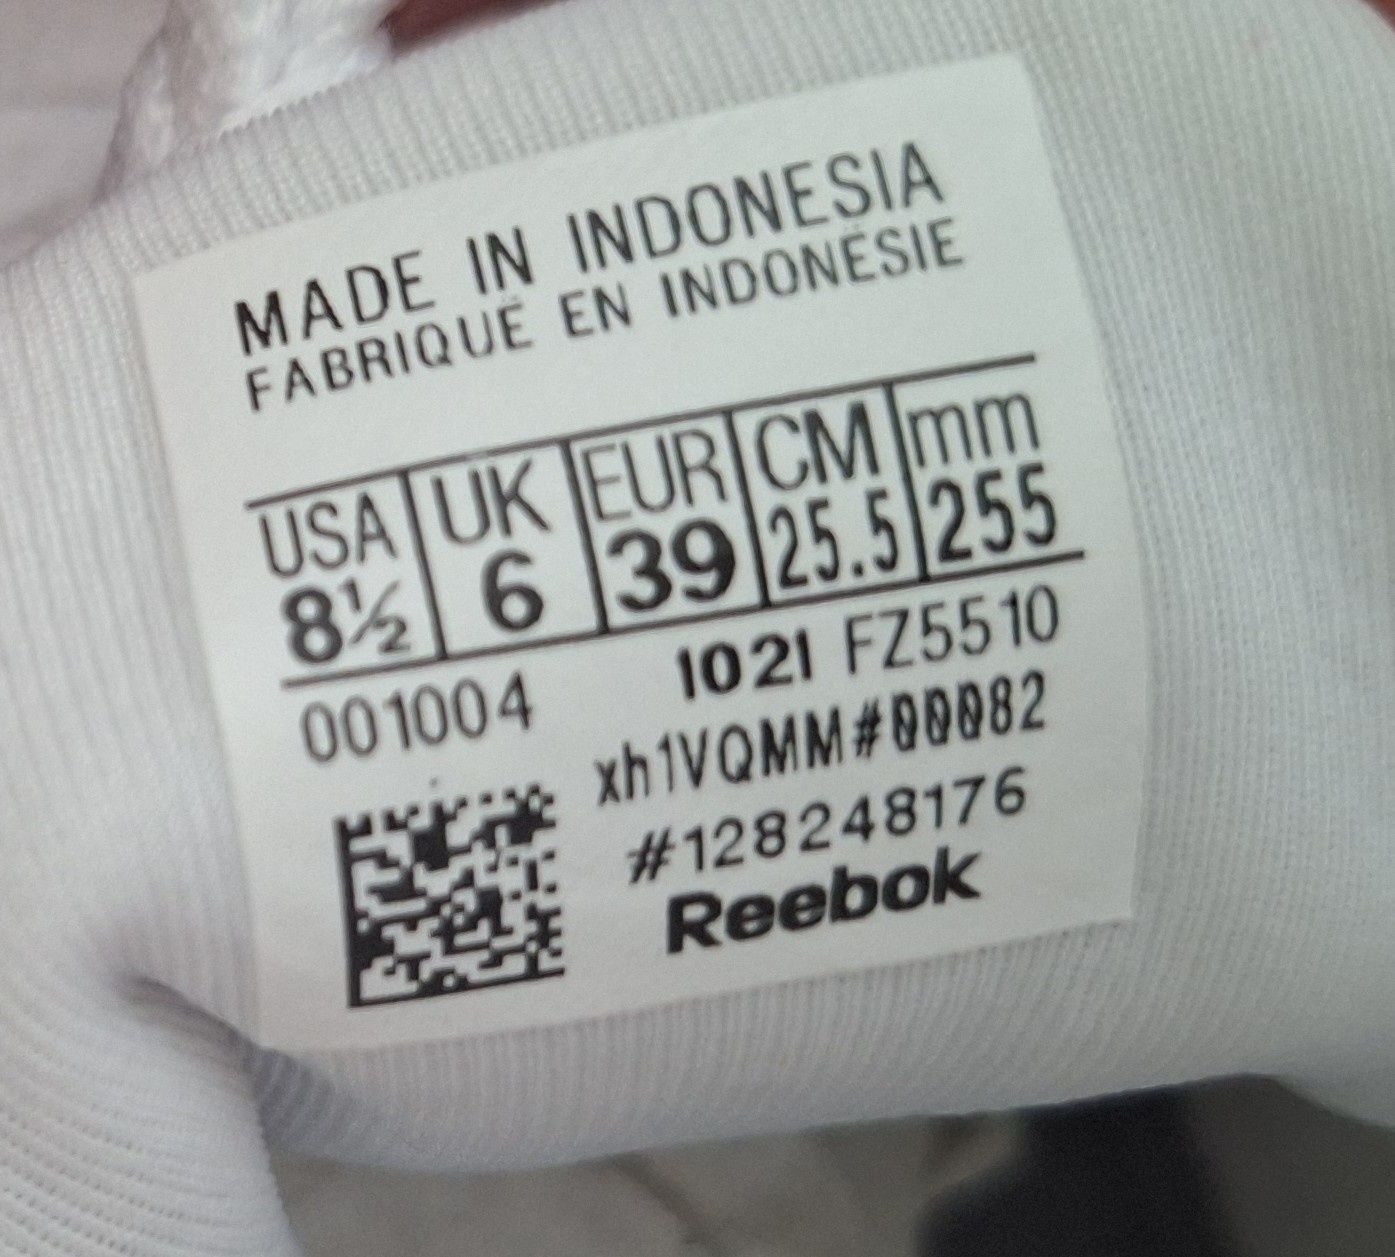 MADE IN INDONESIA
FABRIQUÉ EN INDONÉSIE
USA UK EUR CM mm
8½ 6 39 25.5 255
001004 1021 FZ5510
xh1VQMM#00082
#128248176
Reebok